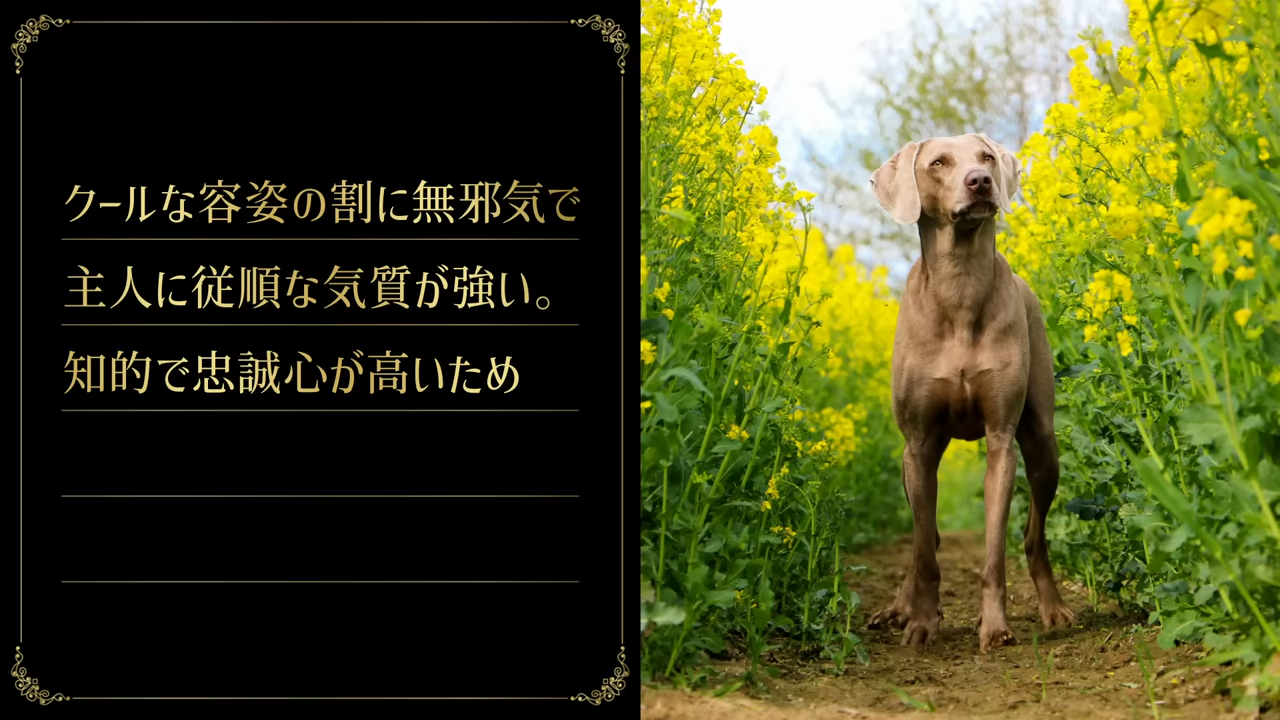 クールな容姿の割に無邪気で
主人に従順な気質が強い。
知的で忠誠心が高いため